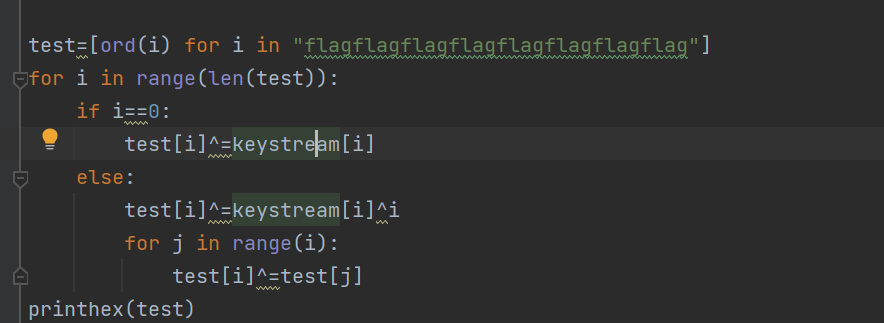 test=[ord(i) for i in "flagflagflagflagflagflagflagflag"]
for i in range(len(test)):
    if i==0:
        test[i]^=keystream[i]
    else:
        test[i]^=keystream[i]^i
        for j in range(i):
            test[i]^=test[j]
printhex(test)